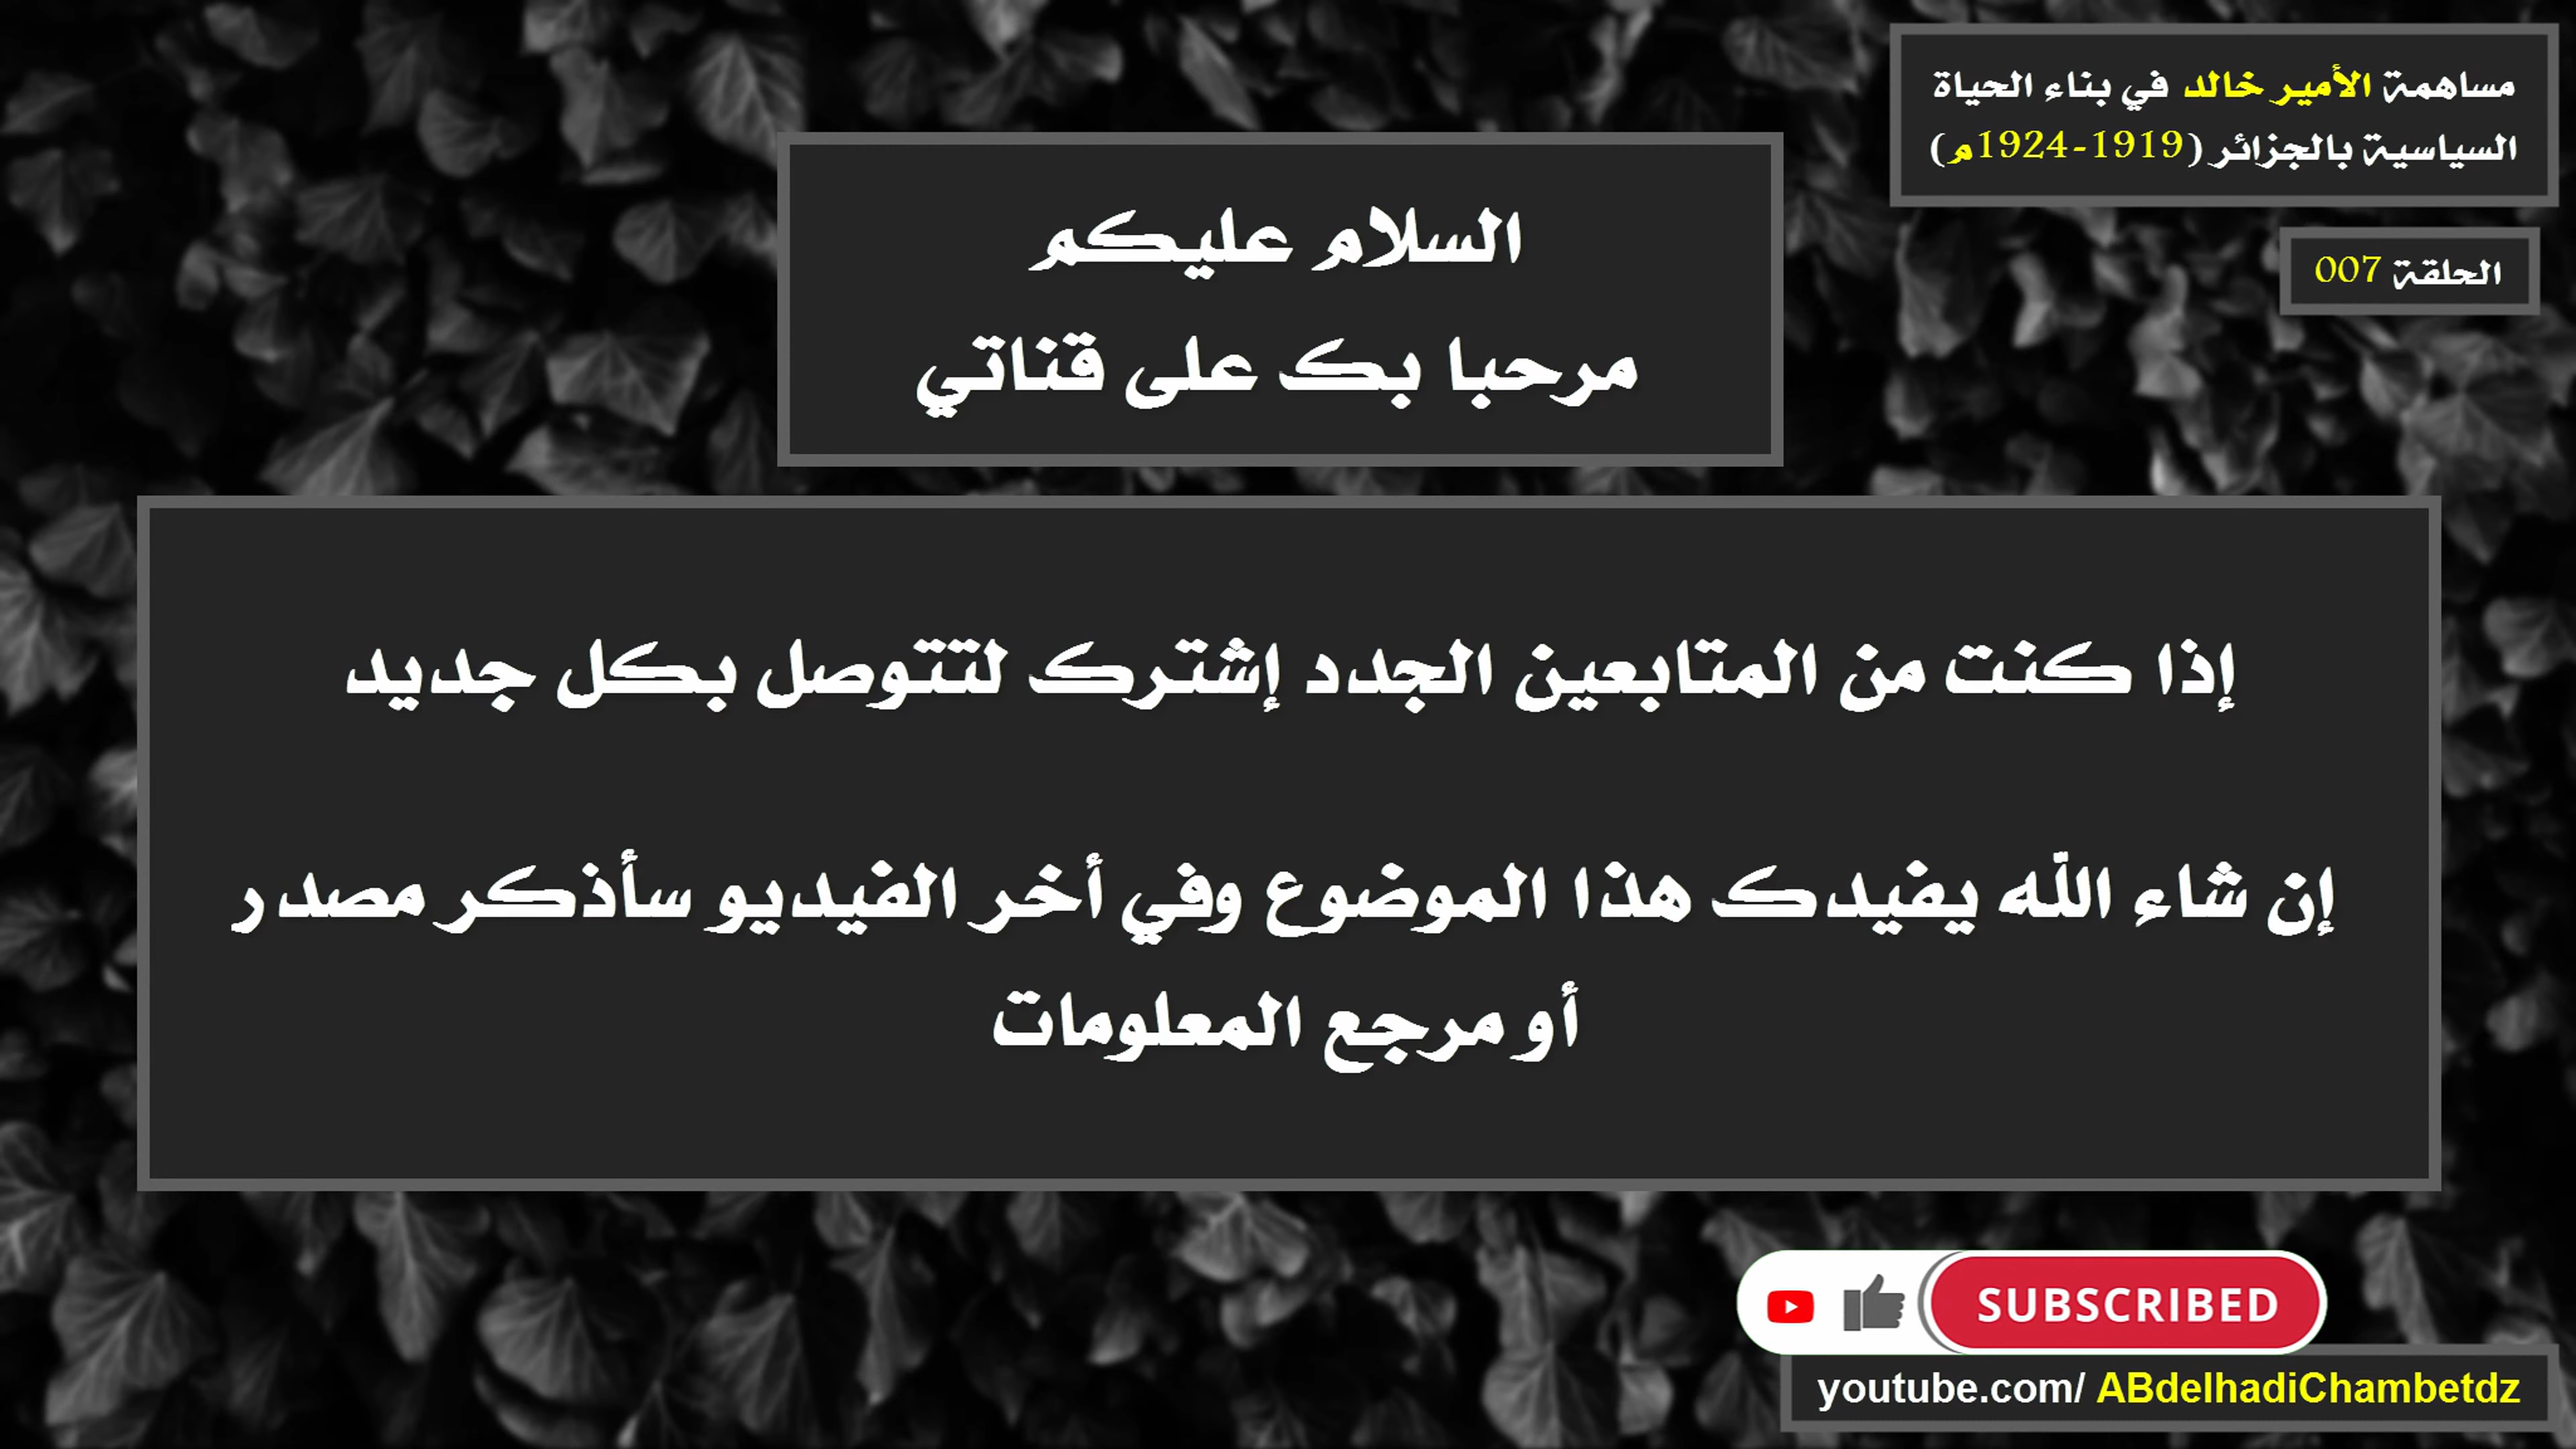 مساهمة الأمير خالد في بناء الحياة
السياسية بالجزائر (1919-1924م)
الحلقة 007
السلام عليكم
مرحبا بك على قناتي
إذا كنت من المتابعين الجدد إشترك لتتوصل بكل جديد
إن شاء الله يفيدك هذا الموضوع وفي أخر الفيديو سأذكر مصدر
أو مرجع المعلومات
SUBSCRIBED
youtube.com/ ABdelhadiChambetdz